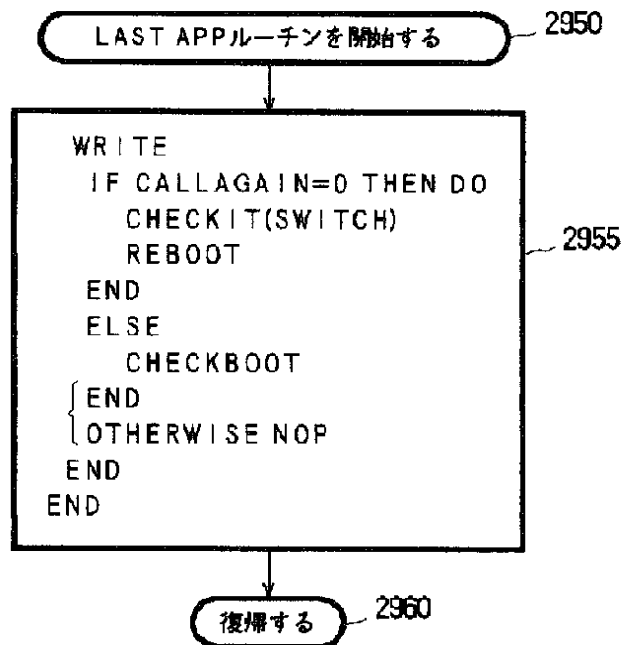 LAST APPルーチンを開始する
2950
WRITE
IF CALLAGAIN=0 THEN DO
CHECKIT(SWITCH)
REBOOT
END
ELSE
CHECKBOOT
END
OTHERWISE NOP
END
END
2955
復帰する
2960